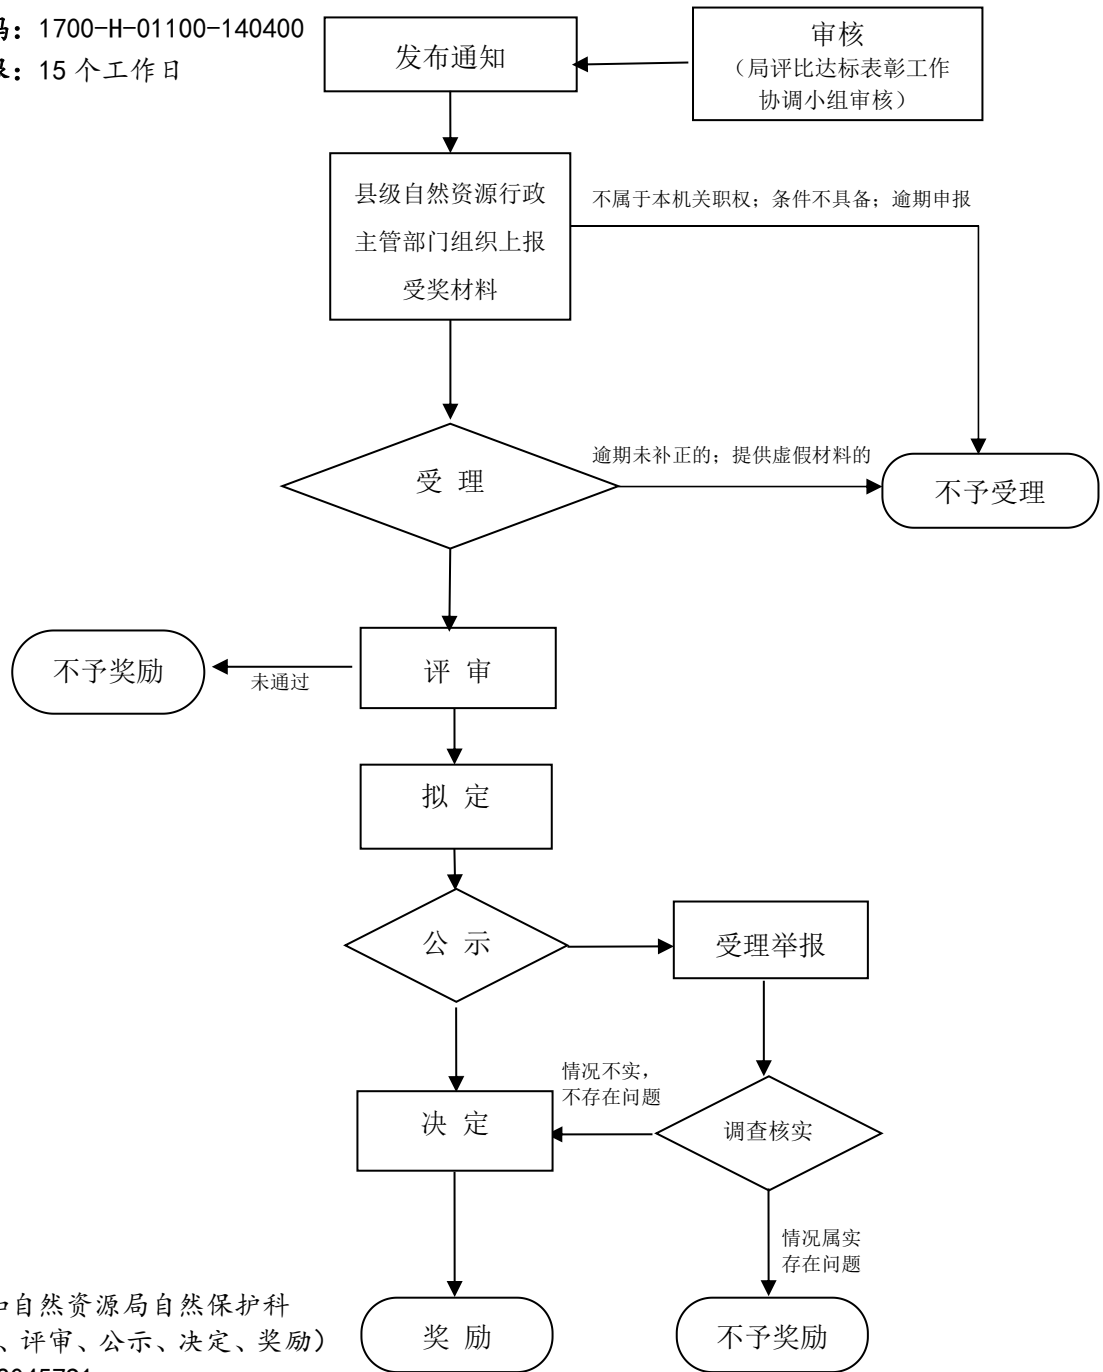 码：1700-H-01100-140400
限：15 个工作日
发布通知
审核
（局评比达标表彰工作
协调小组审核）
县级自然资源行政
主管部门组织上报
受奖材料
不属于本机关职权；条件不具备；逾期申报
受 理
逾期未补正的；提供虚假材料的
不予受理
不予奖励
未通过
评 审
拟 定
公 示
受理举报
情况不实，
不存在问题
决 定
调查核实
情况属实
存在问题
自然资源局自然保护科
、评审、公示、决定、奖励）
奖 励
不予奖励